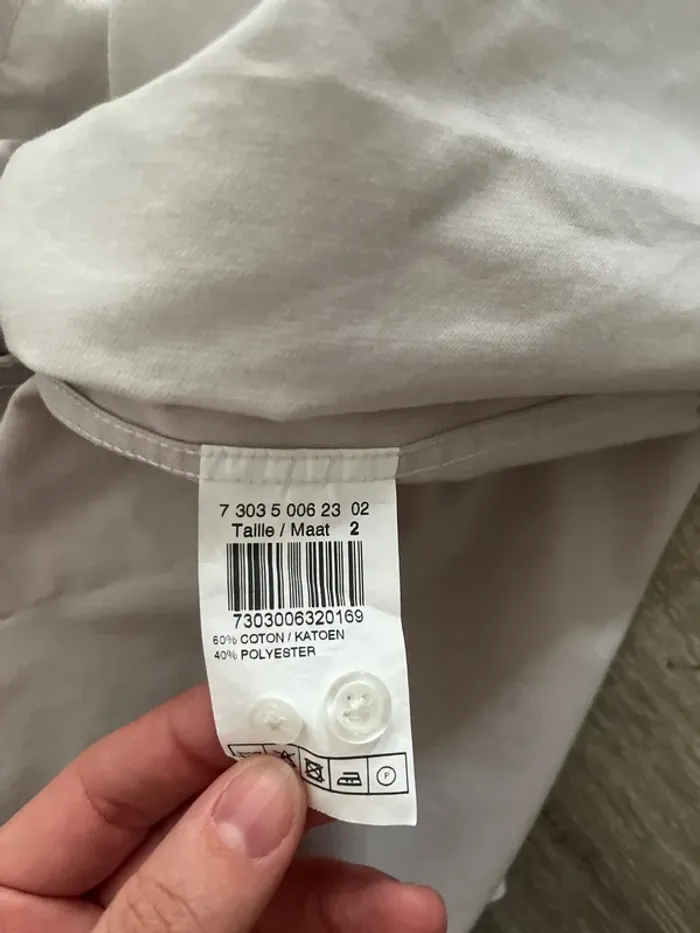 7 303 5 006 23 02
Taille / Maat 2
7303006320169
60% COTON / KATOEN
40% POLYESTER
P